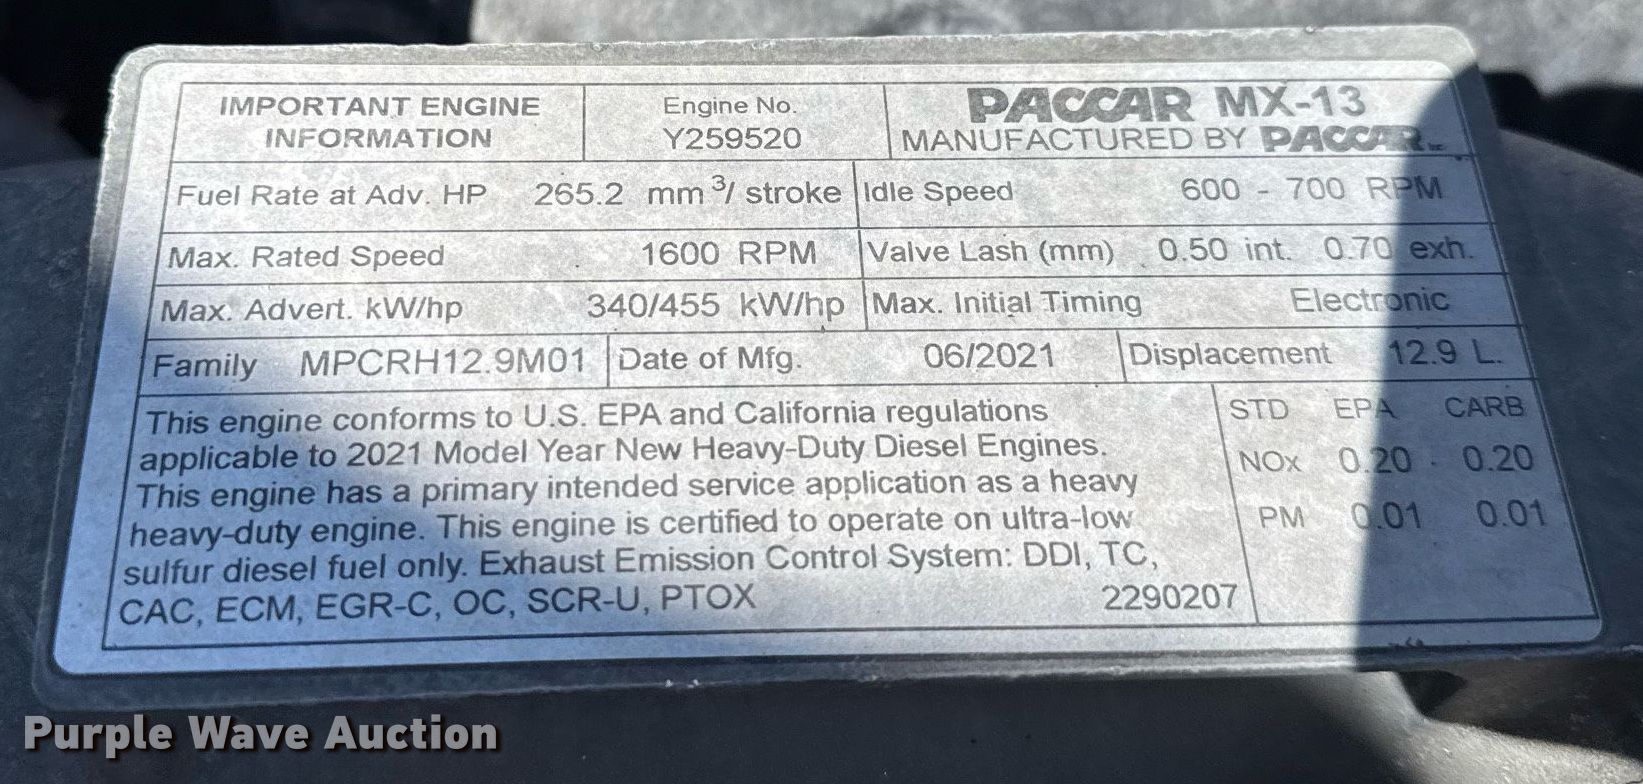 IMPORTANT ENGINE INFORMATION
Engine No. Y259520
PACCAR MX-13
MANUFACTURED BY PACCAR Inc
Fuel Rate at Adv. HP 265.2 mm³/ stroke
Idle Speed 600 - 700 RPM
Max. Rated Speed 1600 RPM
Valve Lash (mm) 0.50 int. 0.70 exh.
Max. Advert. kW/hp 340/455 kW/hp
Max. Initial Timing Electronic
Family MPCRH12.9M01
Date of Mfg. 06/2021
Displacement 12.9 L.
This engine conforms to U.S. EPA and California regulations
applicable to 2021 Model Year New Heavy-Duty Diesel Engines.
This engine has a primary intended service application as a heavy
heavy-duty engine. This engine is certified to operate on ultra-low
sulfur diesel fuel only. Exhaust Emission Control System: DDI, TC,
CAC, ECM, EGR-C, OC, SCR-U, PTOX 2290207
STD EPA CARB
NOx 0.20 0.20
PM 0.01 0.01
Purple Wave Auction